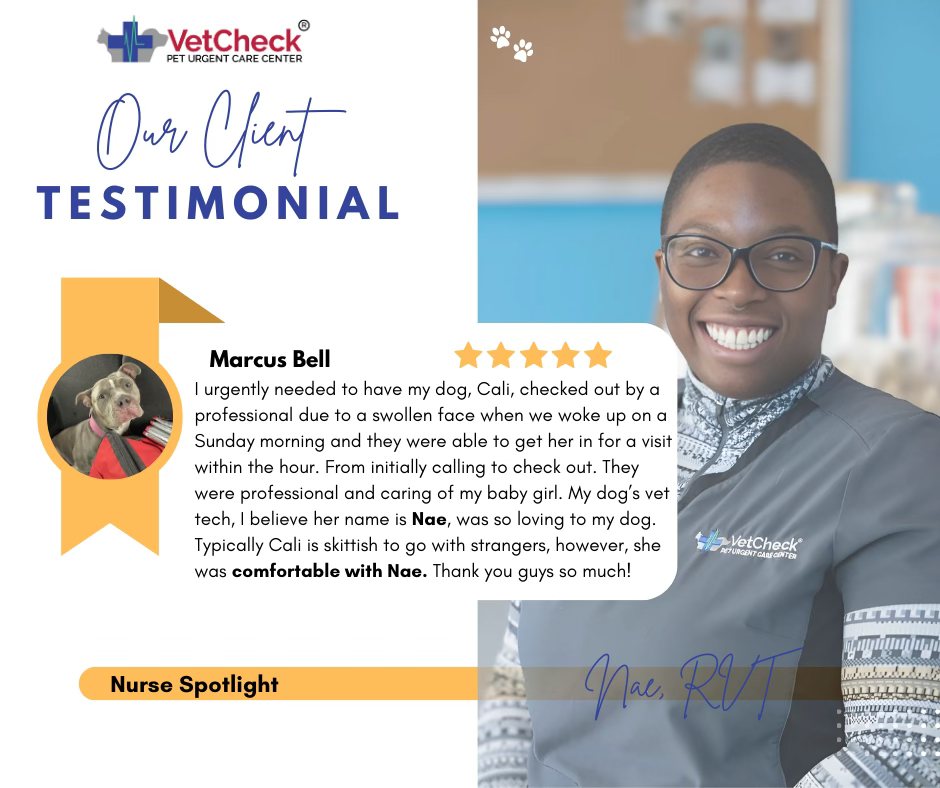 VetCheck®
PET URGENT CARE CENTER
Our Client
TESTIMONIAL
Marcus Bell
I urgently needed to have my dog, Cali, checked out by a
professional due to a swollen face when we woke up on a
Sunday morning and they were able to get her in for a visit
within the hour. From initially calling to check out. They
were professional and caring of my baby girl. My dog’s vet
tech, I believe her name is Nae, was so loving to my dog.
Typically Cali is skittish to go with strangers, however, she
was comfortable with Nae. Thank you guys so much!
VetCheck®
PET URGENT CARE CENTER
Nurse Spotlight
Nae, RVT